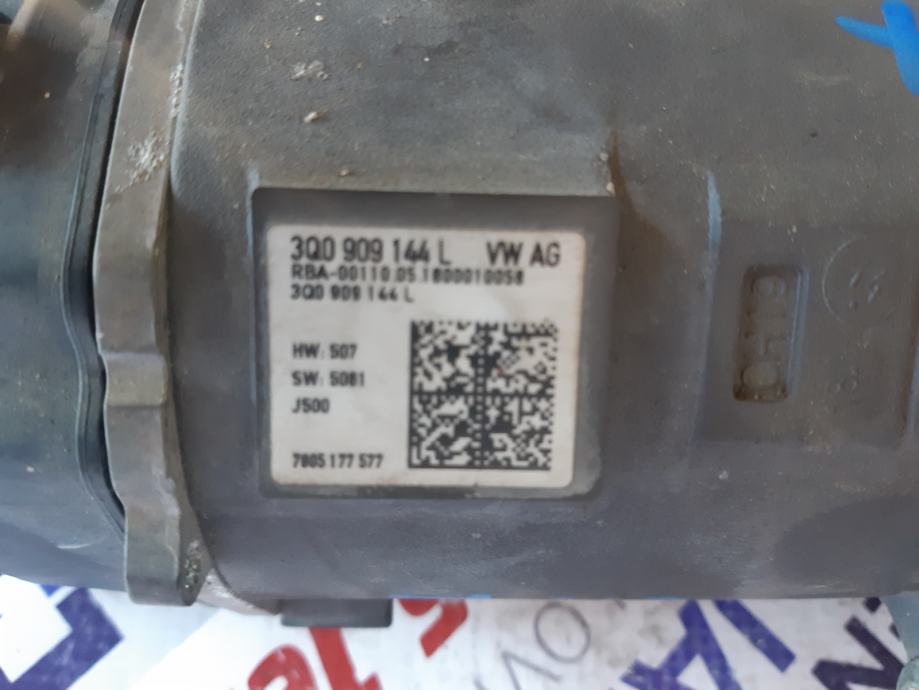 3Q0 909 144 L VW AG
RBA-00110.05.1800010058
3Q0 909 144 L
HW: 507
SW: 5081
J500
7805 177 577